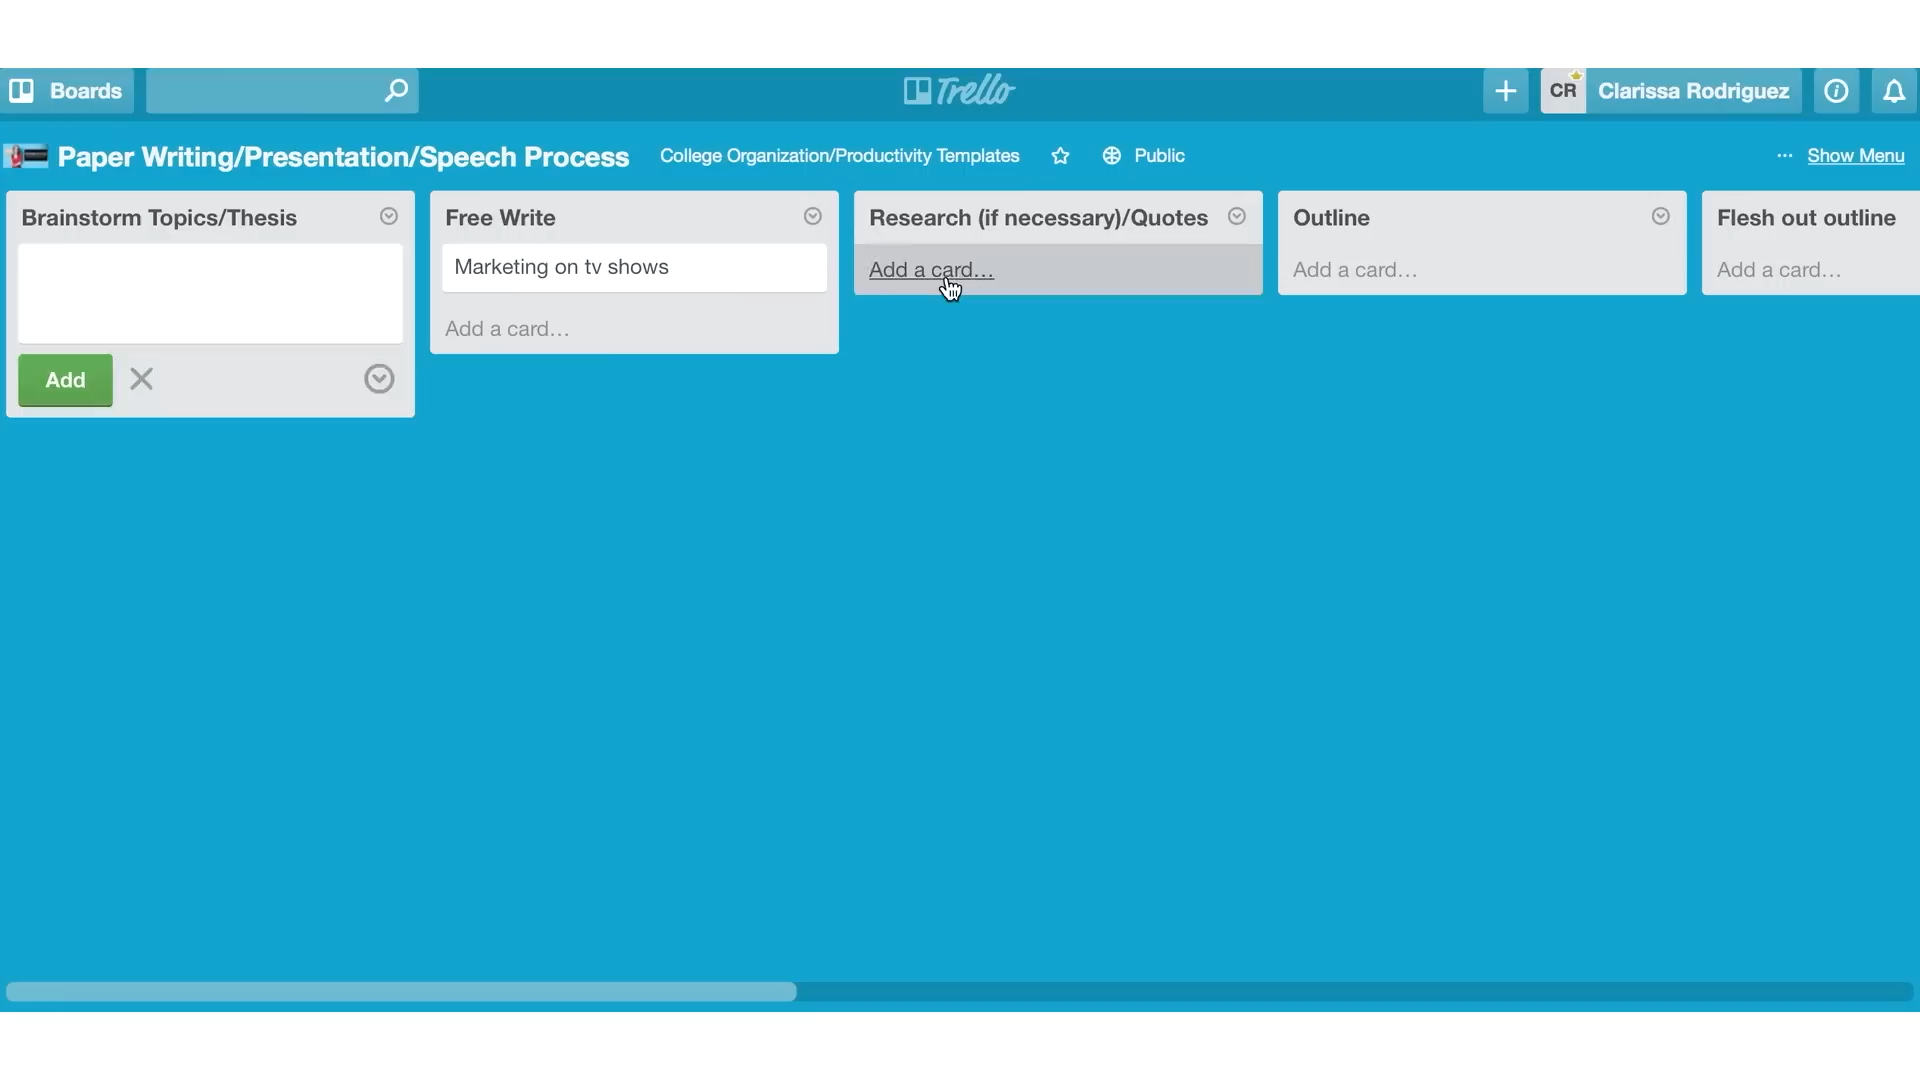 Boards
Trello
CR
Clarissa Rodriguez
Paper Writing/Presentation/Speech Process
College Organization/Productivity Templates
Public
... Show Menu
Brainstorm Topics/Thesis
Add
Free Write
Marketing on tv shows
Add a card...
Research (if necessary)/Quotes
Add a card...
Outline
Add a card...
Flesh out outline
Add a card...